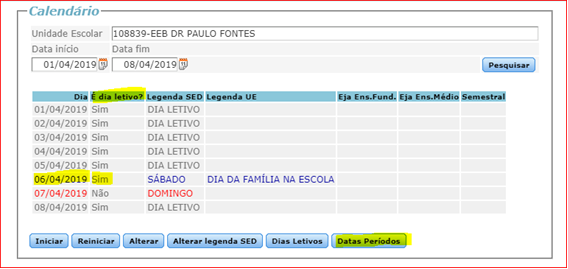 Calendário
Unidade Escolar 108839-EEB DR PAULO FONTES
Data início Data fim
01/04/2019 08/04/2019
Pesquisar
Dia É dia letivo? Legenda SED Legenda UE Eja Ens.Fund. Eja Ens.Médio Semestral
01/04/2019 Sim DIA LETIVO
02/04/2019 Sim DIA LETIVO
03/04/2019 Sim DIA LETIVO
04/04/2019 Sim DIA LETIVO
05/04/2019 Sim DIA LETIVO
06/04/2019 Sim SÁBADO DIA DA FAMÍLIA NA ESCOLA
07/04/2019 Não DOMINGO
08/04/2019 Sim DIA LETIVO
Iniciar Reiniciar Alterar Alterar legenda SED Dias Letivos Datas Períodos